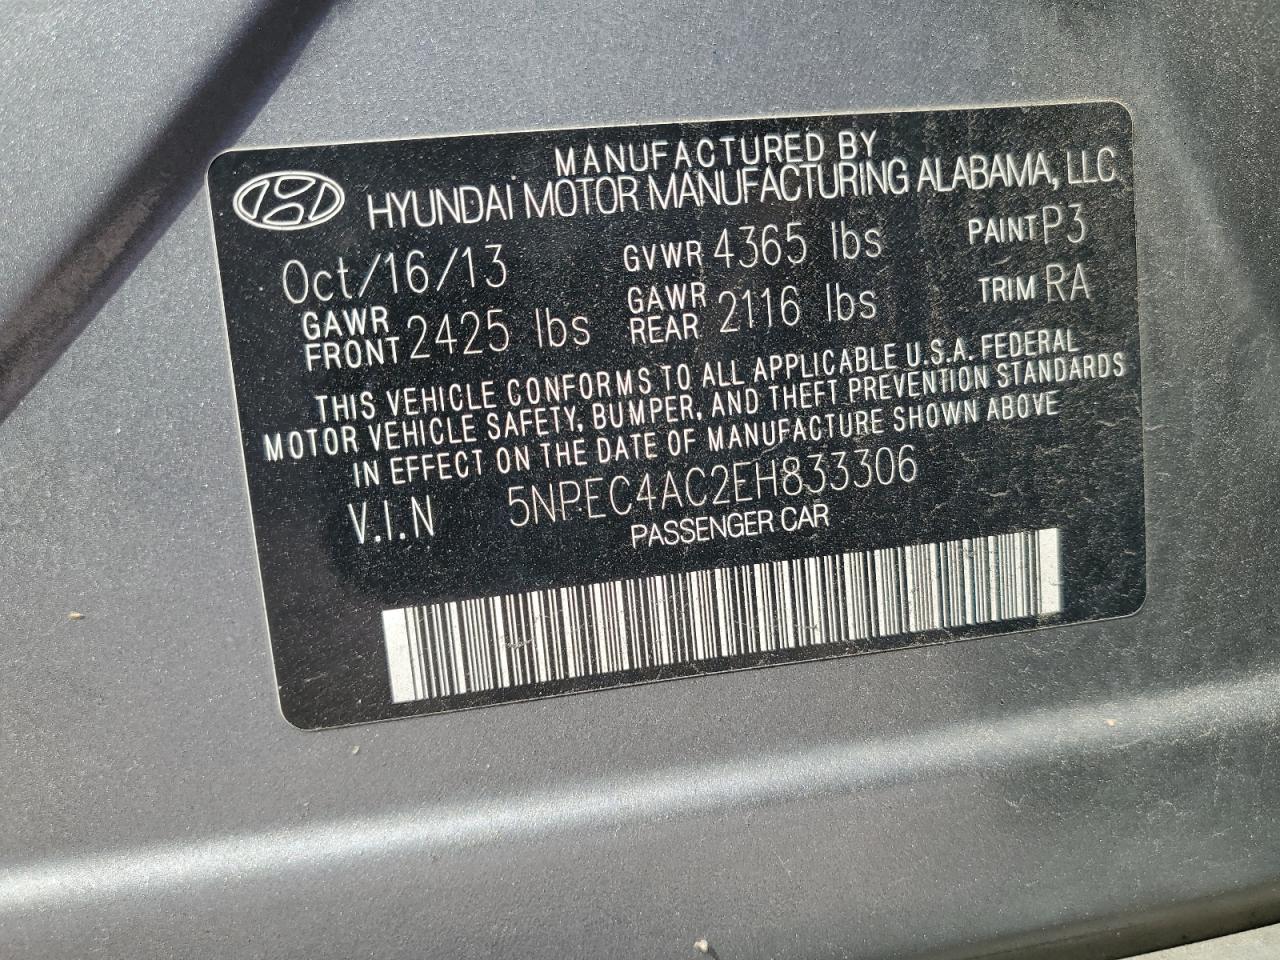 MANUFACTURED BY
HYUNDAI MOTOR MANUFACTURING ALABAMA, LLC
Oct/16/13 GVWR 4365 lbs PAINT P3
GAWR FRONT 2425 lbs GAWR REAR 2116 lbs TRIM RA
THIS VEHICLE CONFORMS TO ALL APPLICABLE U.S.A. FEDERAL
MOTOR VEHICLE SAFETY, BUMPER, AND THEFT PREVENTION STANDARDS
IN EFFECT ON THE DATE OF MANUFACTURE SHOWN ABOVE
V.I.N 5NPEC4AC2EH833306
PASSENGER CAR